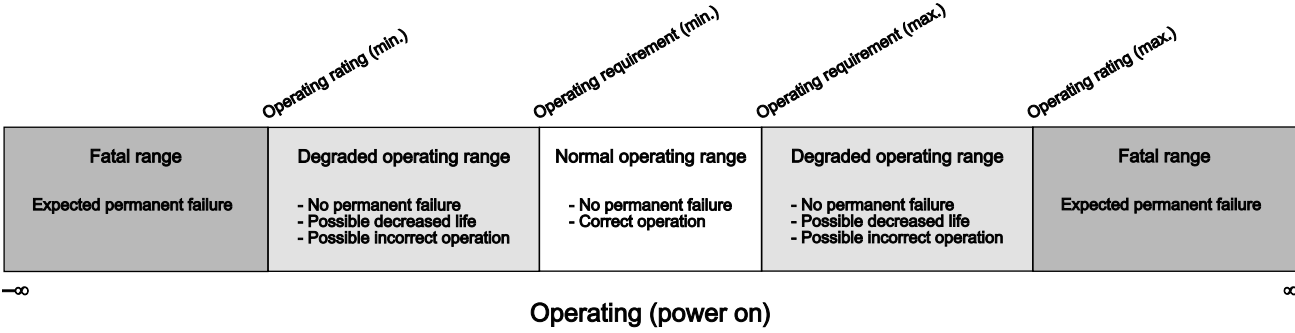 Operating rating (min.)
Operating requirement (min.)
Operating requirement (max.)
Operating rating (max.)
Fatal range
Expected permanent failure
Degraded operating range
- No permanent failure
- Possible decreased life
- Possible incorrect operation
Normal operating range
- No permanent failure
- Correct operation
Degraded operating range
- No permanent failure
- Possible decreased life
- Possible incorrect operation
Fatal range
Expected permanent failure
–∞
∞
Operating (power on)